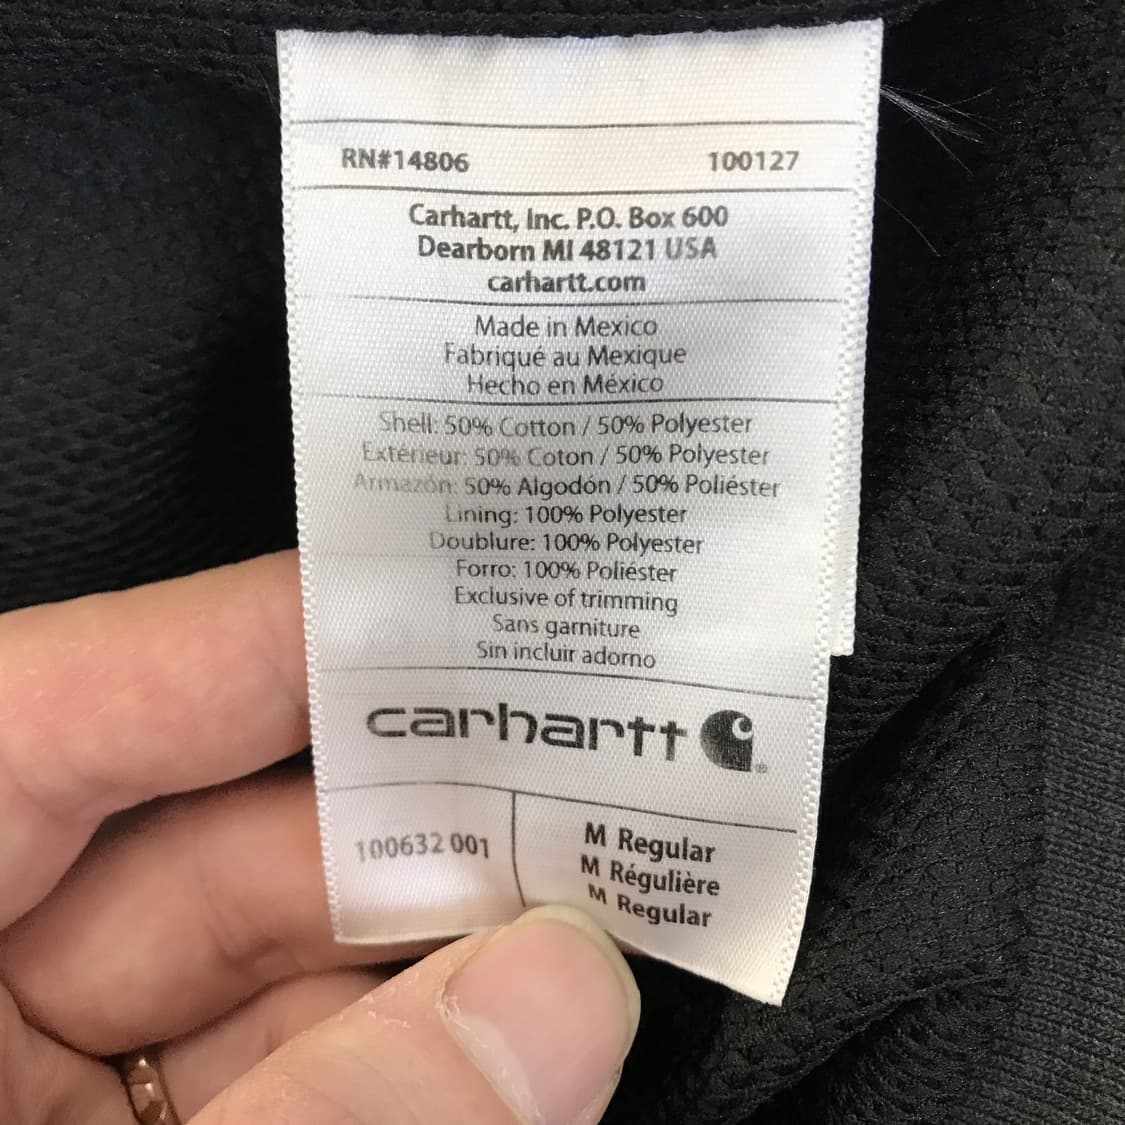 RN#14806 100127
Carhartt, Inc. P.O. Box 600
Dearborn MI 48121 USA
carhartt.com
Made in Mexico
Fabriqué au Mexique
Hecho en México
Shell: 50% Cotton / 50% Polyester
Extérieur: 50% Coton / 50% Polyester
Armazón: 50% Algodón / 50% Poliéster
Lining: 100% Polyester
Doublure: 100% Polyester
Forro: 100% Poliéster
Exclusive of trimming
Sans garniture
Sin incluir adorno
carhartt ®
100632 001
M Regular
M Régulière
M Regular